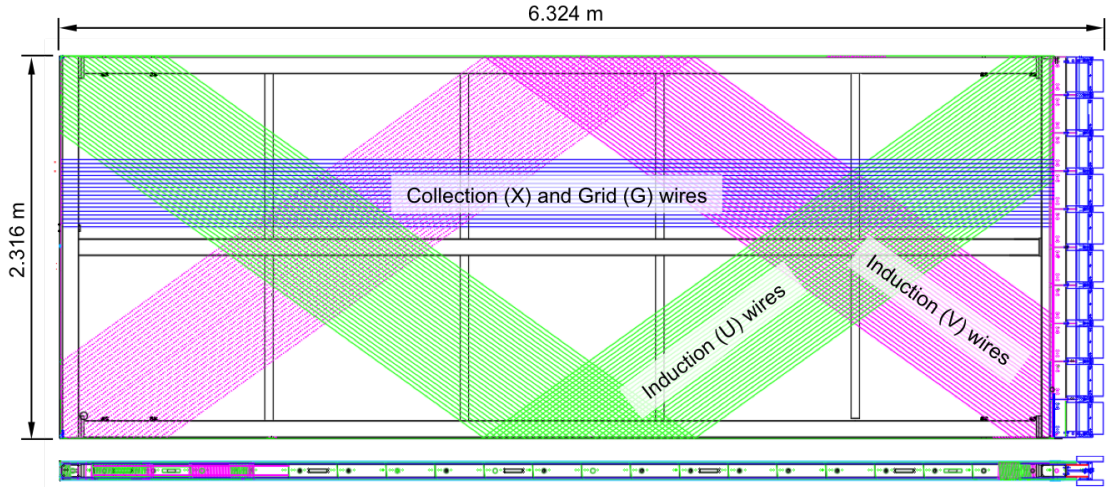 6.324 m
2.316 m
Collection (X) and Grid (G) wires
Induction (U) wires
Induction (V) wires